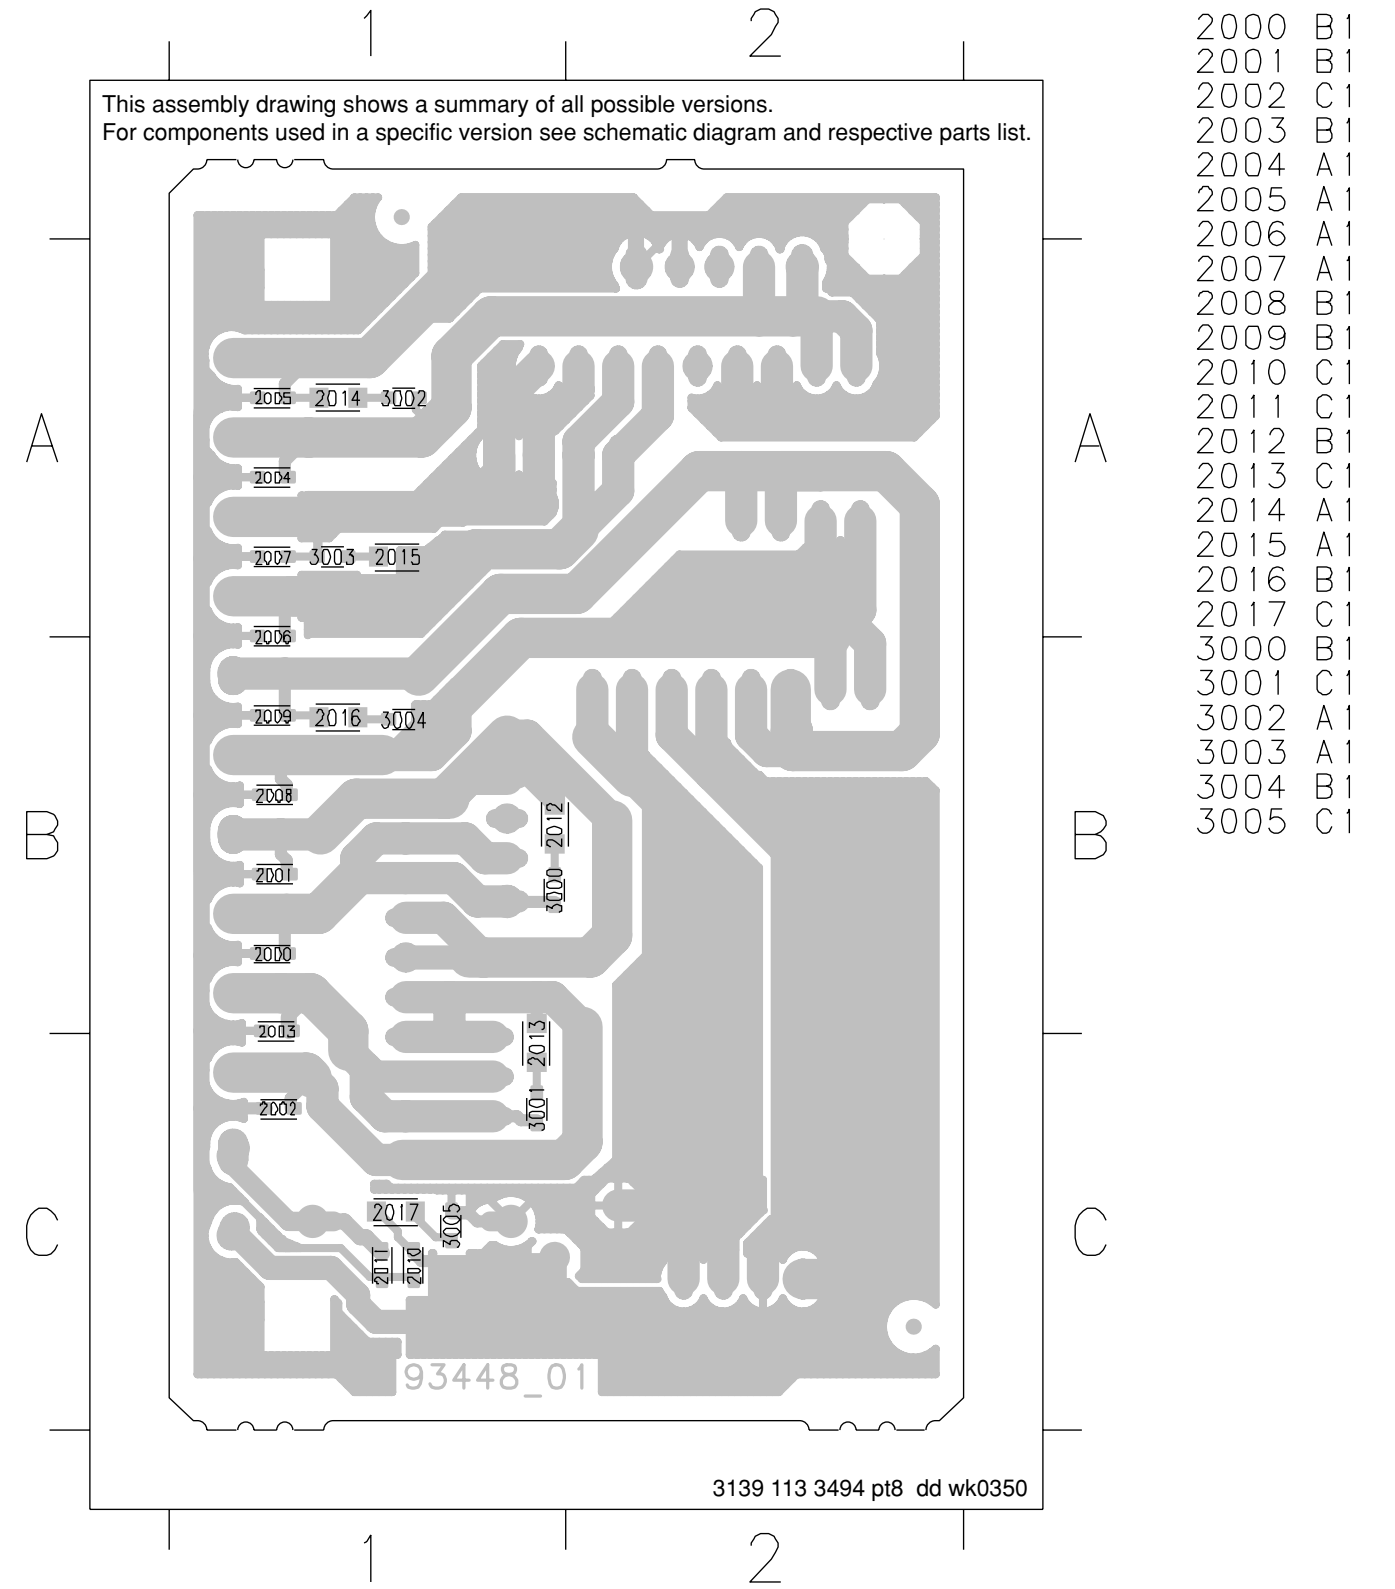 1 2
This assembly drawing shows a summary of all possible versions.
For components used in a specific version see schematic diagram and respective parts list.
2005 2014 3002
A A
2004
2007 3003 2015
2006
2009 2016 3004
2008
2012
B B
2001
3000
2000
2003
2013
2002
3001
2017
3005
C C
2011 2010
93448_01
3139 113 3494 pt8 dd wk0350
1 2
2000 B1
2001 B1
2002 C1
2003 B1
2004 A1
2005 A1
2006 A1
2007 A1
2008 B1
2009 B1
2010 C1
2011 C1
2012 B1
2013 C1
2014 A1
2015 A1
2016 B1
2017 C1
3000 B1
3001 C1
3002 A1
3003 A1
3004 B1
3005 C1